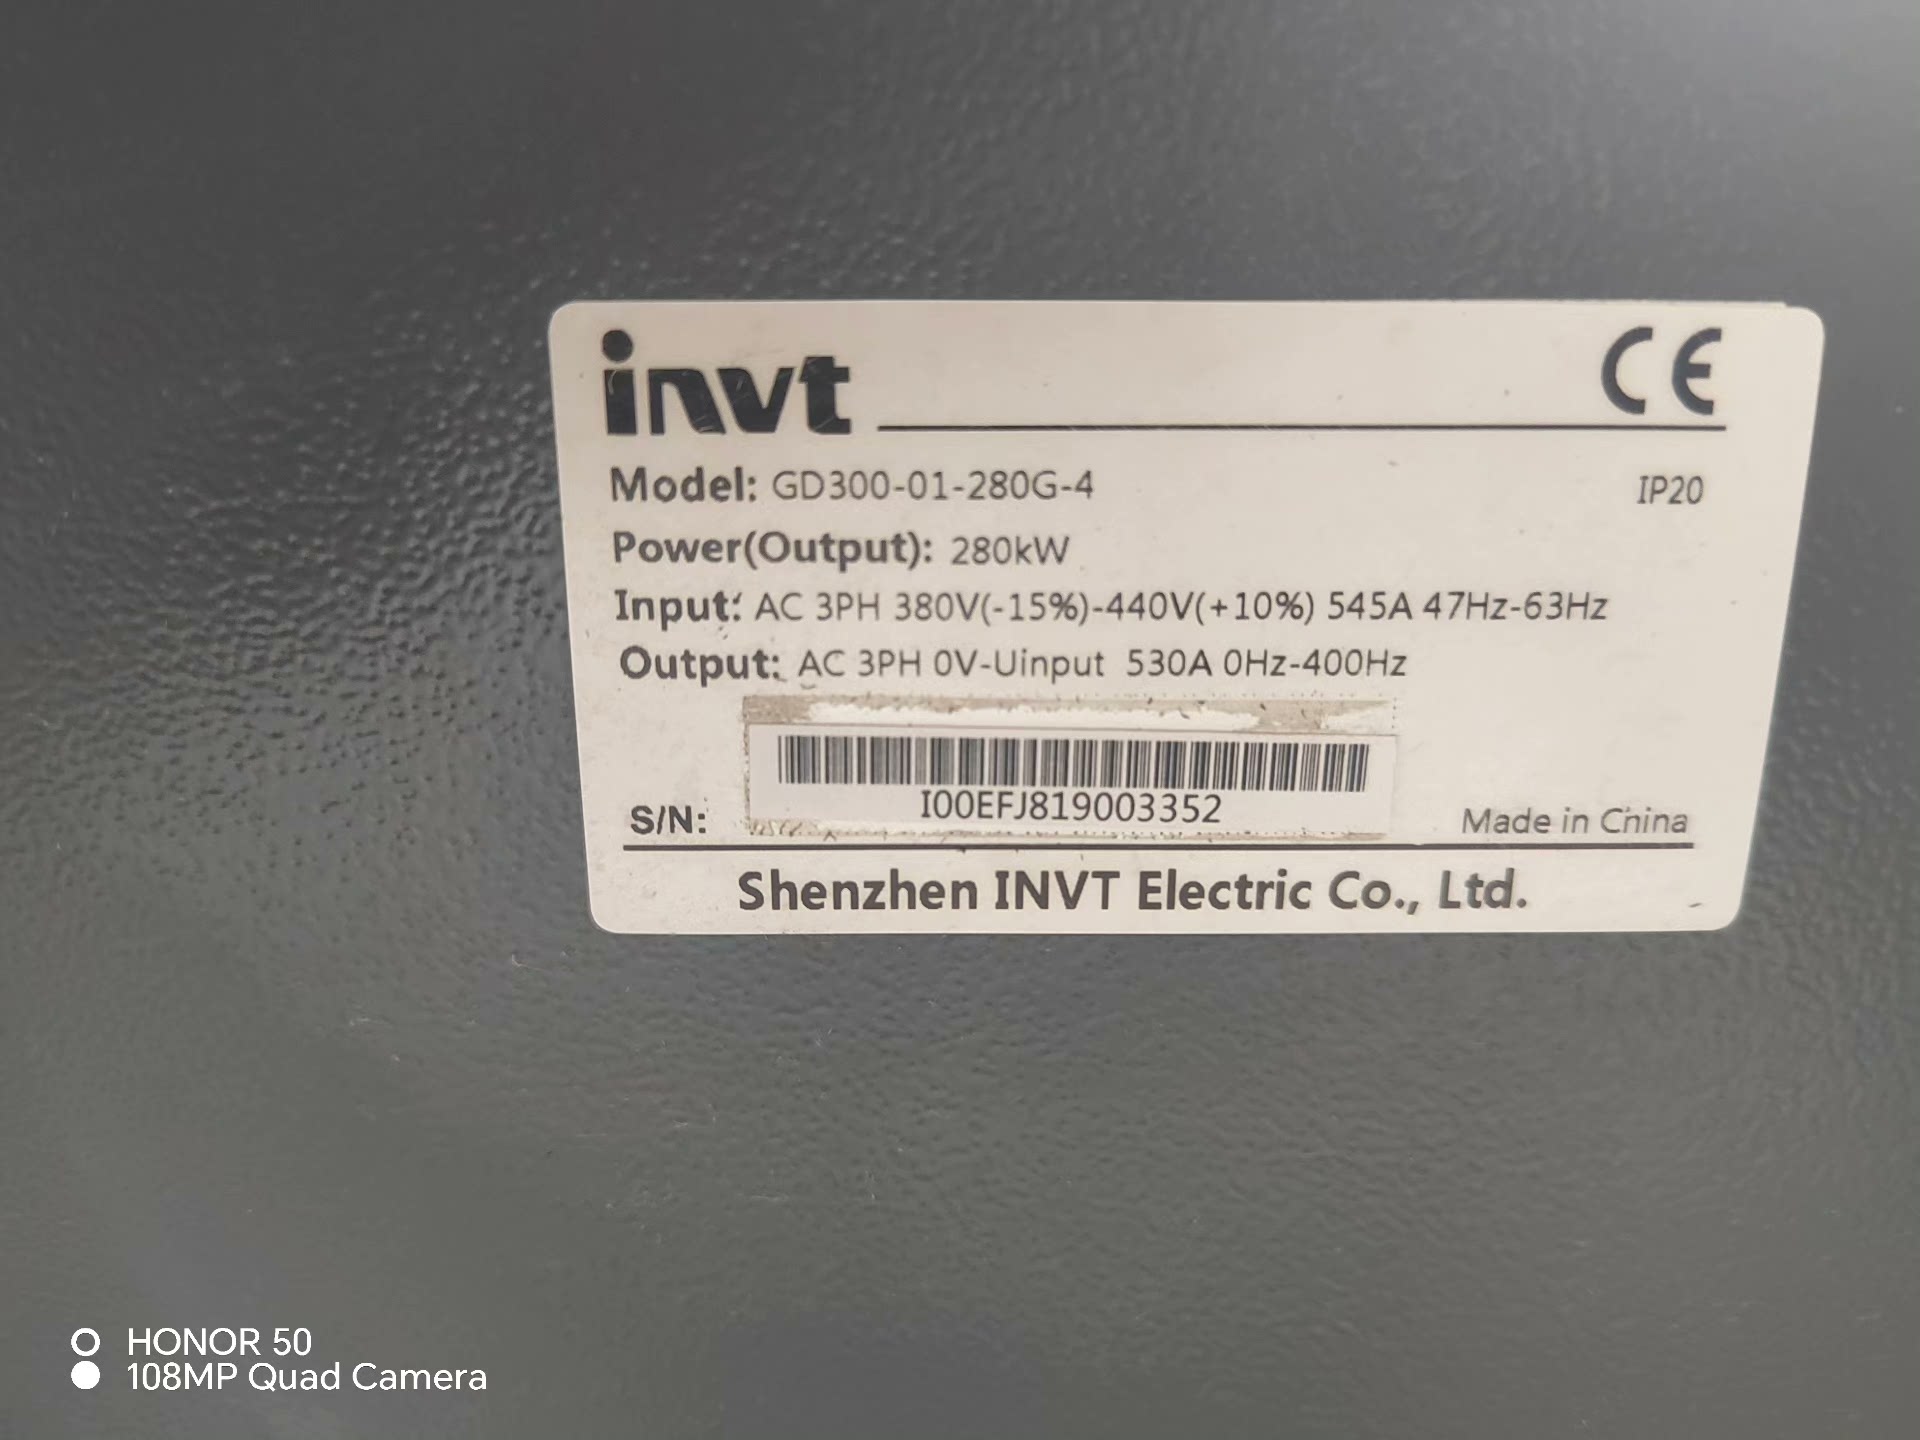 invt
CE
Model: GD300-01-280G-4
IP20
Power(Output): 280kW
Input: AC 3PH 380V(-15%)-440V(+10%) 545A 47Hz-63Hz
Output: AC 3PH 0V-Uinput 530A 0Hz-400Hz
I00EFJ819003352
S/N:
Made in China
Shenzhen INVT Electric Co., Ltd.
HONOR 50
108MP Quad Camera